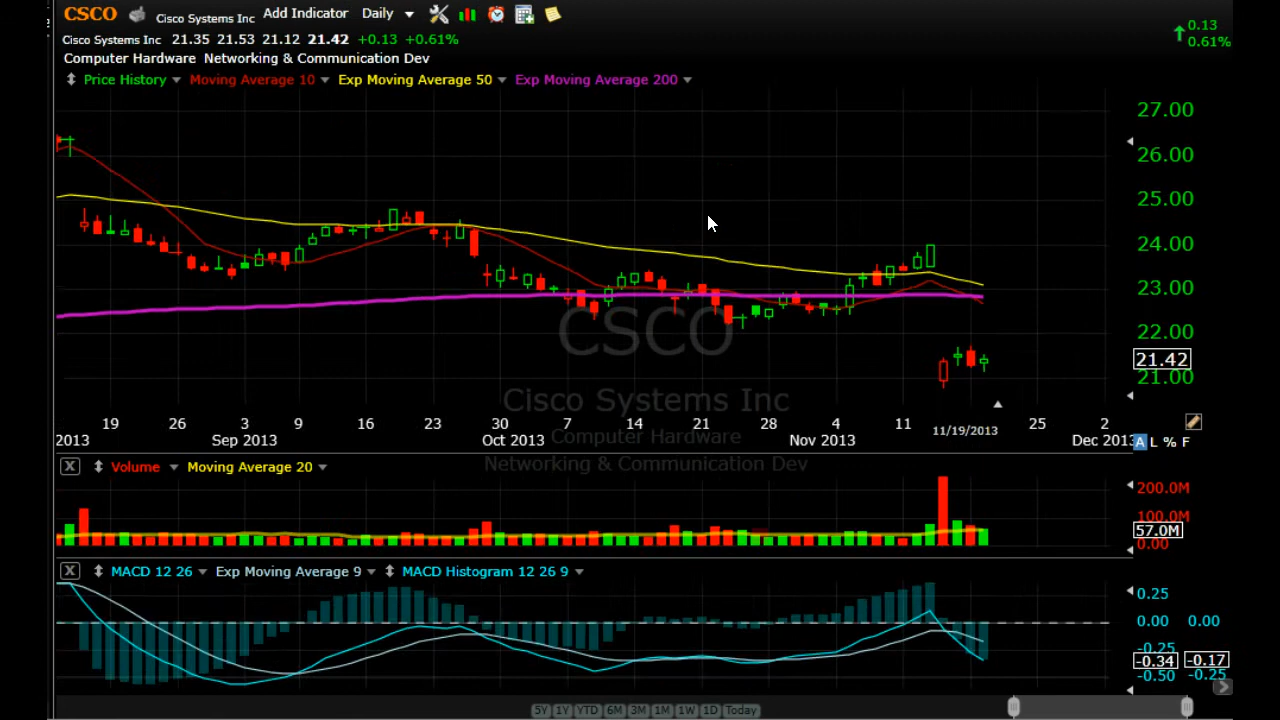 CSCO Cisco Systems Inc Add Indicator Daily
0.13
0.61%
Cisco Systems Inc 21.35 21.53 21.12 21.42 +0.13 +0.61%
Computer Hardware Networking & Communication Dev
Price History Moving Average 10 Exp Moving Average 50 Exp Moving Average 200
27.00
26.00
25.00
24.00
23.00
22.00
21.42
21.00
CSCO
Cisco Systems Inc
Computer Hardware
Networking & Communication Dev
19 26 3 9 16 23 30 7 14 21 28 4 11 11/19/2013 25 2
2013 Sep 2013 Oct 2013 Nov 2013 Dec 2013
A L % F
X Volume Moving Average 20
200.0M
100.0M
57.0M
0.00
X MACD 12 26 Exp Moving Average 9 MACD Histogram 12 26 9
0.25
0.00 0.00
-0.25
-0.34 -0.17
-0.50 -0.25
5Y 1Y YTD 6M 3M 1M 1W 1D Today